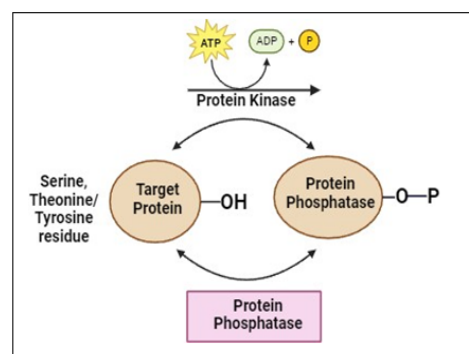 ATP
ADP + P
Protein Kinase
Serine,
Theonine/
Tyrosine
residue
Target
Protein
OH
Protein
Phosphatase
O P
Protein
Phosphatase